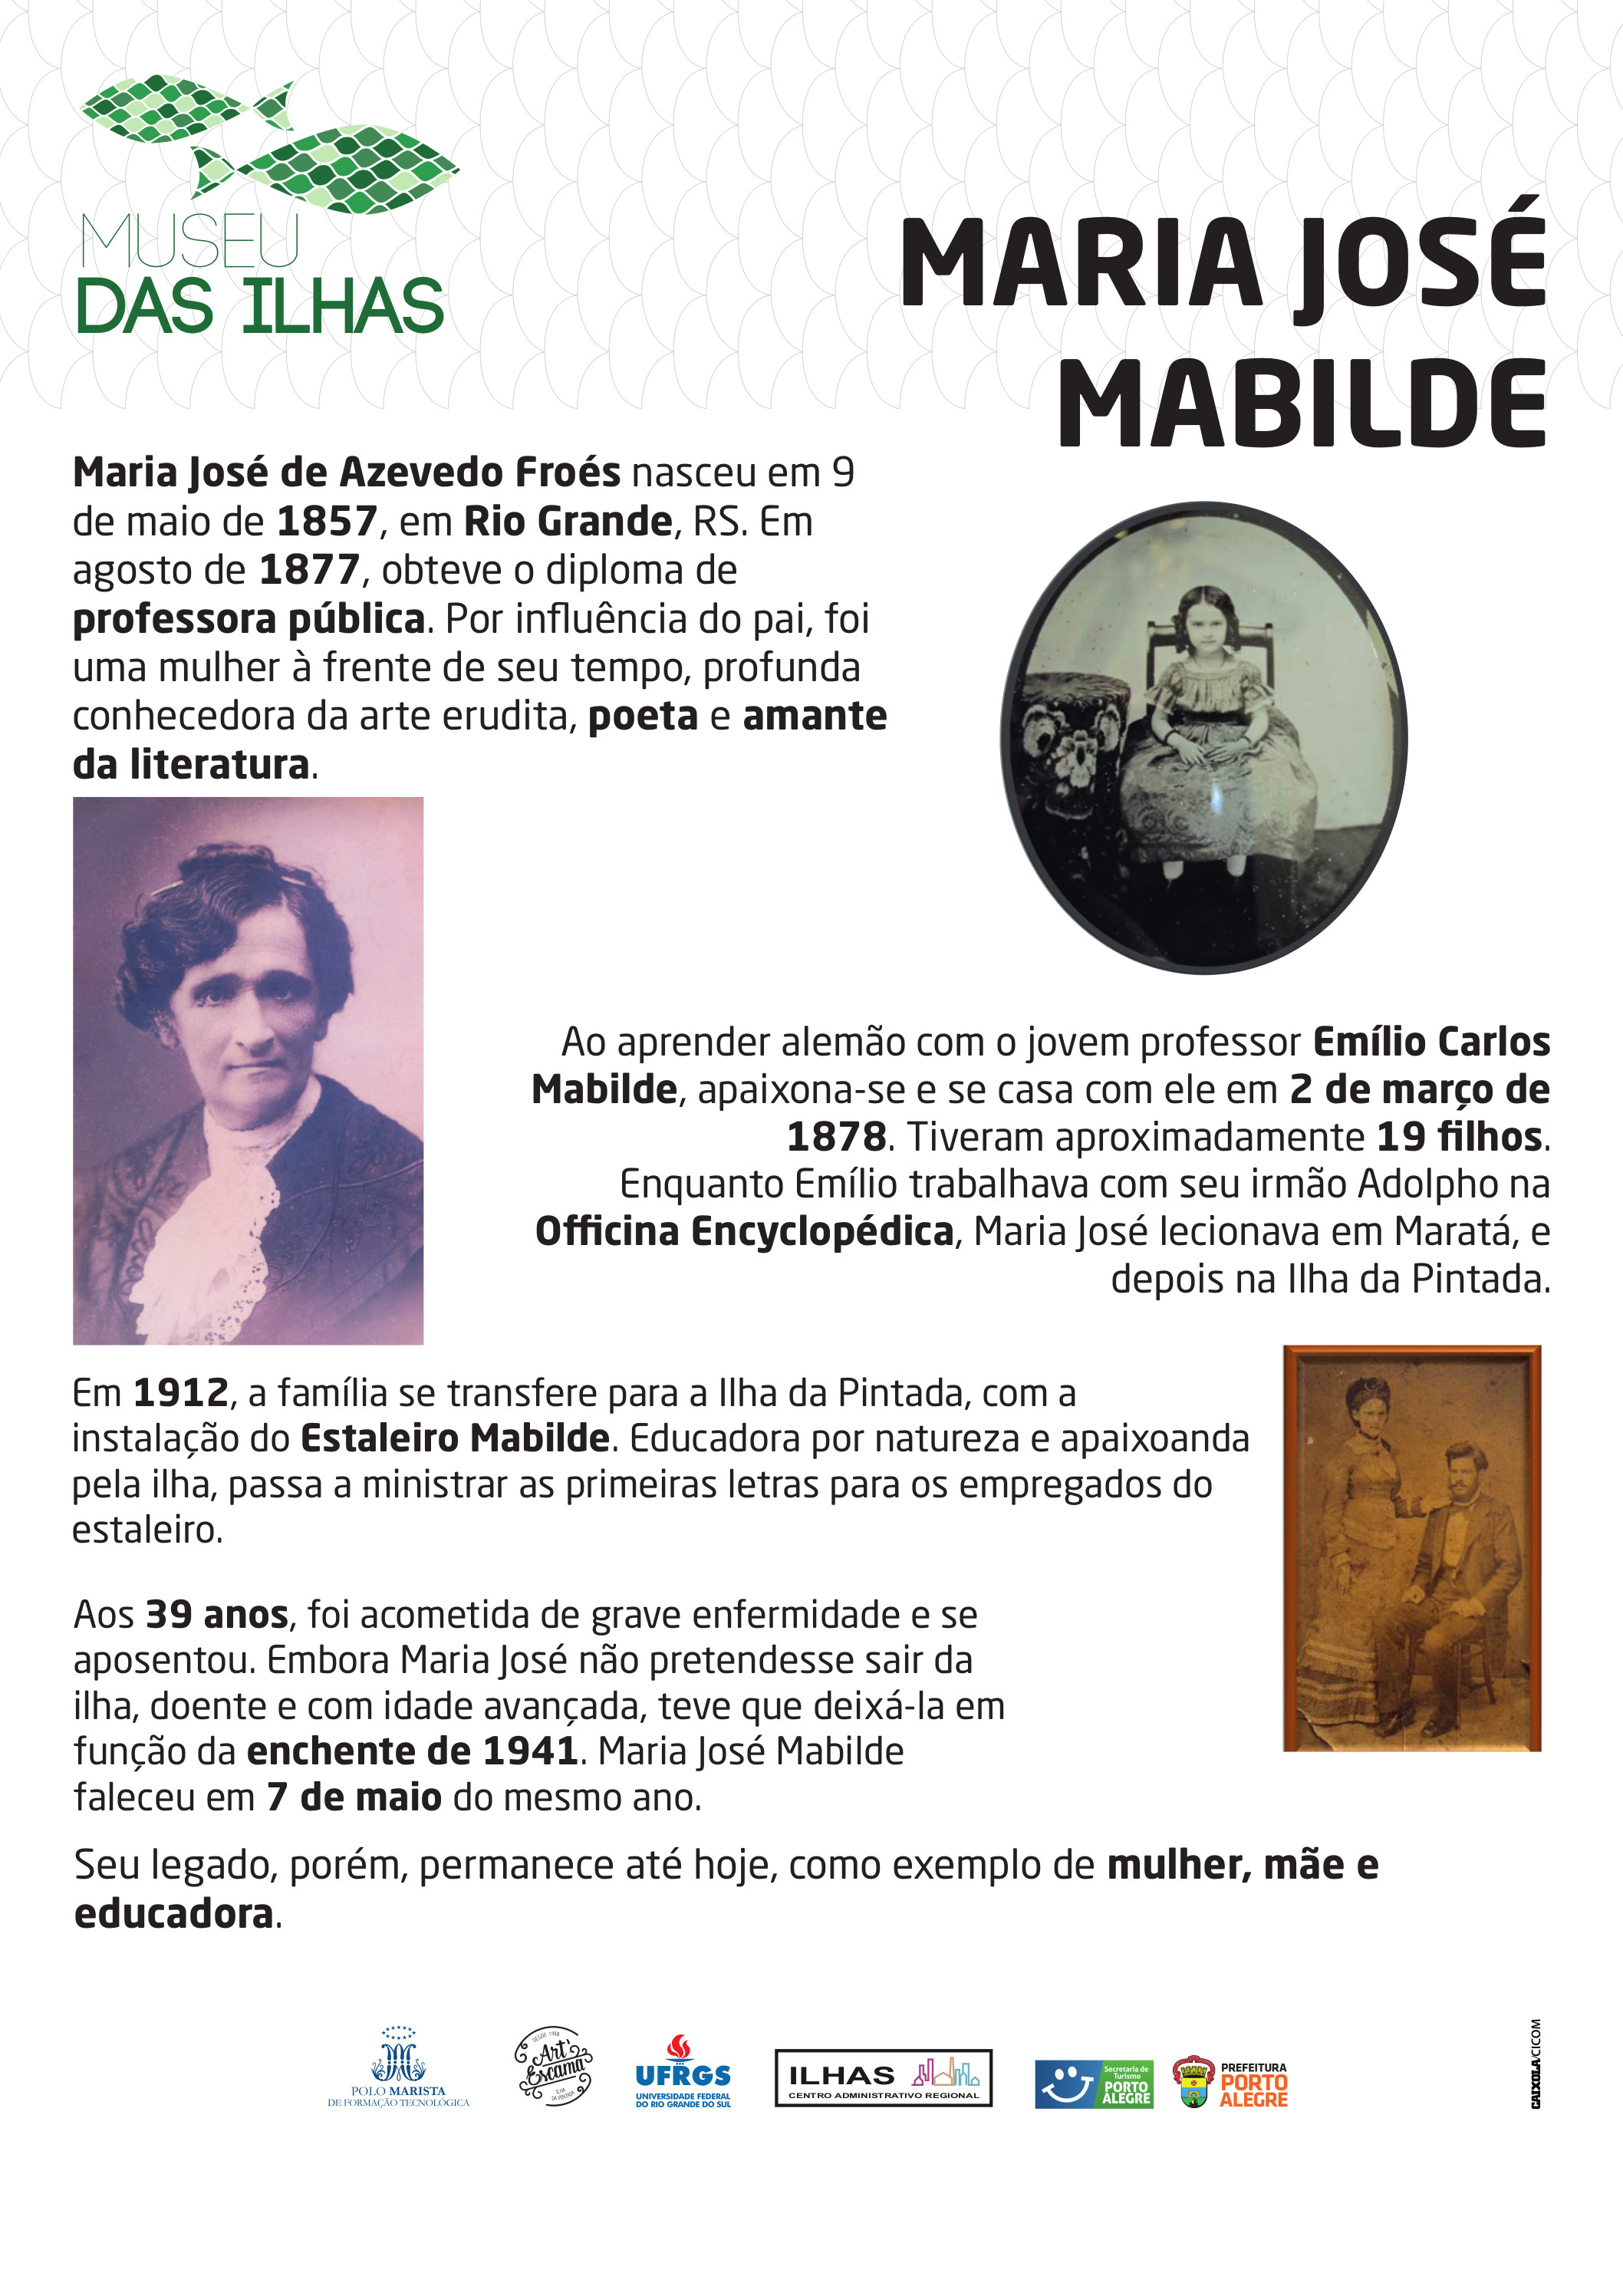 MUSEU
DAS ILHAS
MARIA JOSÉ
MABILDE
Maria José de Azevedo Froés nasceu em 9
de maio de 1857, em Rio Grande, RS. Em
agosto de 1877, obteve o diploma de
professora pública. Por influência do pai, foi
uma mulher à frente de seu tempo, profunda
conhecedora da arte erudita, poeta e amante
da literatura.
Ao aprender alemão com o jovem professor Emílio Carlos
Mabilde, apaixona-se e se casa com ele em 2 de março de
1878. Tiveram aproximadamente 19 filhos.
Enquanto Emílio trabalhava com seu irmão Adolpho na
Officina Encyclopédica, Maria José lecionava em Maratá, e
depois na Ilha da Pintada.
Em 1912, a família se transfere para a Ilha da Pintada, com a
instalação do Estaleiro Mabilde. Educadora por natureza e apaixoanda
pela ilha, passa a ministrar as primeiras letras para os empregados do
estaleiro.
Aos 39 anos, foi acometida de grave enfermidade e se
aposentou. Embora Maria José não pretendesse sair da
ilha, doente e com idade avançada, teve que deixá-la em
função da enchente de 1941. Maria José Mabilde
faleceu em 7 de maio do mesmo ano.
Seu legado, porém, permanece até hoje, como exemplo de mulher, mãe e
educadora.
POLO MARISTA
DE FORMAÇÃO TECNOLÓGICA
DESDE 1998
Art'
Escama
ILHA
DA PINTADA
UFRGS
UNIVERSIDADE FEDERAL
DO RIO GRANDE DO SUL
ILHAS
CENTRO ADMINISTRATIVO REGIONAL
Secretaria de
Turismo
PORTO
ALEGRE
PREFEITURA
PORTO
ALEGRE
CAIXOLA/CICOM